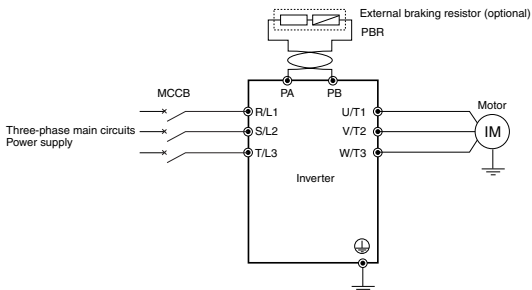 External braking resistor (optional)
PBR
PA PB
MCCB
R/L1 U/T1
Motor
Three-phase main circuits
Power supply
S/L2 V/T2
IM
T/L3 W/T3
Inverter